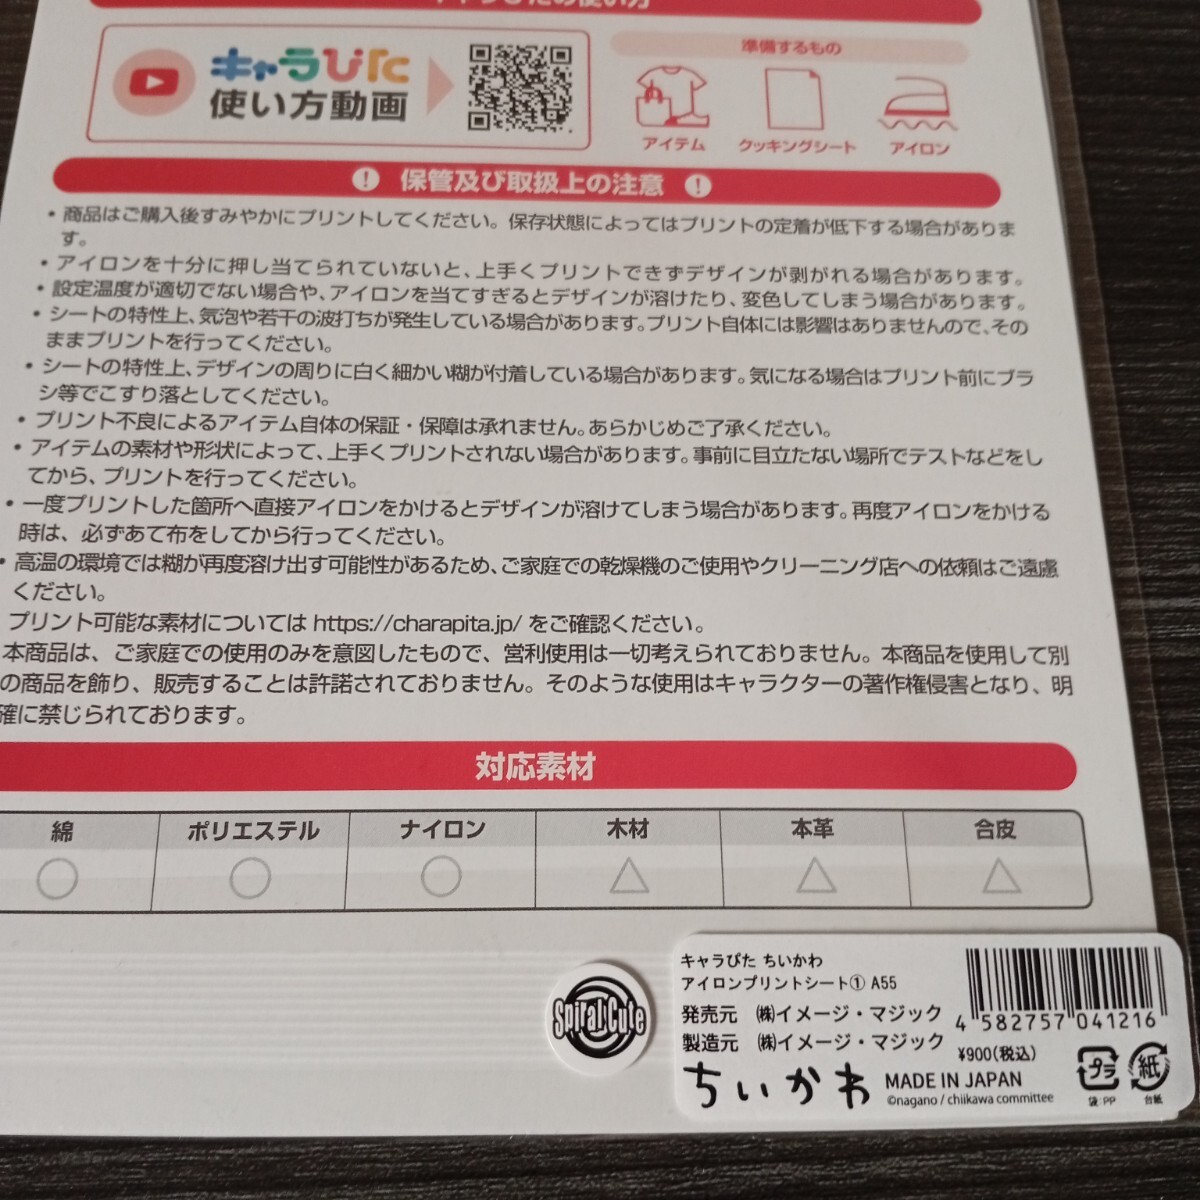 キャラぴたの使い方
キャラぴた
使い方動画
準備するもの
アイテム
クッキングシート
アイロン
! 保管及び取扱上の注意 !
・商品はご購入後すみやかにプリントしてください。保存状態によってはプリントの定着が低下する場合がありま
す。
・アイロンを十分に押し当てられていないと、上手くプリントできずデザインが剥がれる場合があります。
・設定温度が適切でない場合や、アイロンを当てすぎるとデザインが溶けたり、変色してしまう場合があります。
・シートの特性上、気泡や若干の波打ちが発生している場合があります。プリント自体には影響はありませんので、その
ままプリントを行ってください。
・シートの特性上、デザインの周りに白く細かい糊が付着している場合があります。気になる場合はプリント前にブラ
シ等でこすり落としてください。
・プリント不良によるアイテム自体の保証・保障は承れません。あらかじめご了承ください。
・アイテムの素材や形状によって、上手くプリントされない場合があります。事前に目立たない場所でテストなどをし
てから、プリントを行ってください。
・一度プリントした箇所へ直接アイロンをかけるとデザインが溶けてしまう場合があります。再度アイロンをかける
時は、必ずあて布をしてから行ってください。
・高温の環境では糊が再度溶け出す可能性があるため、ご家庭での乾燥機のご使用やクリーニング店への依頼はご遠慮
ください。
プリント可能な素材については https://charapita.jp/ をご確認ください。
本商品は、ご家庭での使用のみを意図したもので、営利使用は一切考えられておりません。本商品を使用して別
の商品を飾り、販売することは許諾されておりません。そのような使用はキャラクターの著作権侵害となり、明
確に禁じられております。
対応素材
綿 ポリエステル ナイロン 木材 本革 合皮
○ ○ ○ △ △ △
Spiral Cute
キャラぴた ちいかわ
アイロンプリントシート① A55
発売元 ㈱イメージ・マジック
製造元 ㈱イメージ・マジック
4 582757 041216
¥900(税込)
ちいかわ
MADE IN JAPAN
©nagano / chiikawa committee
プラ
袋:PP
紙
台紙